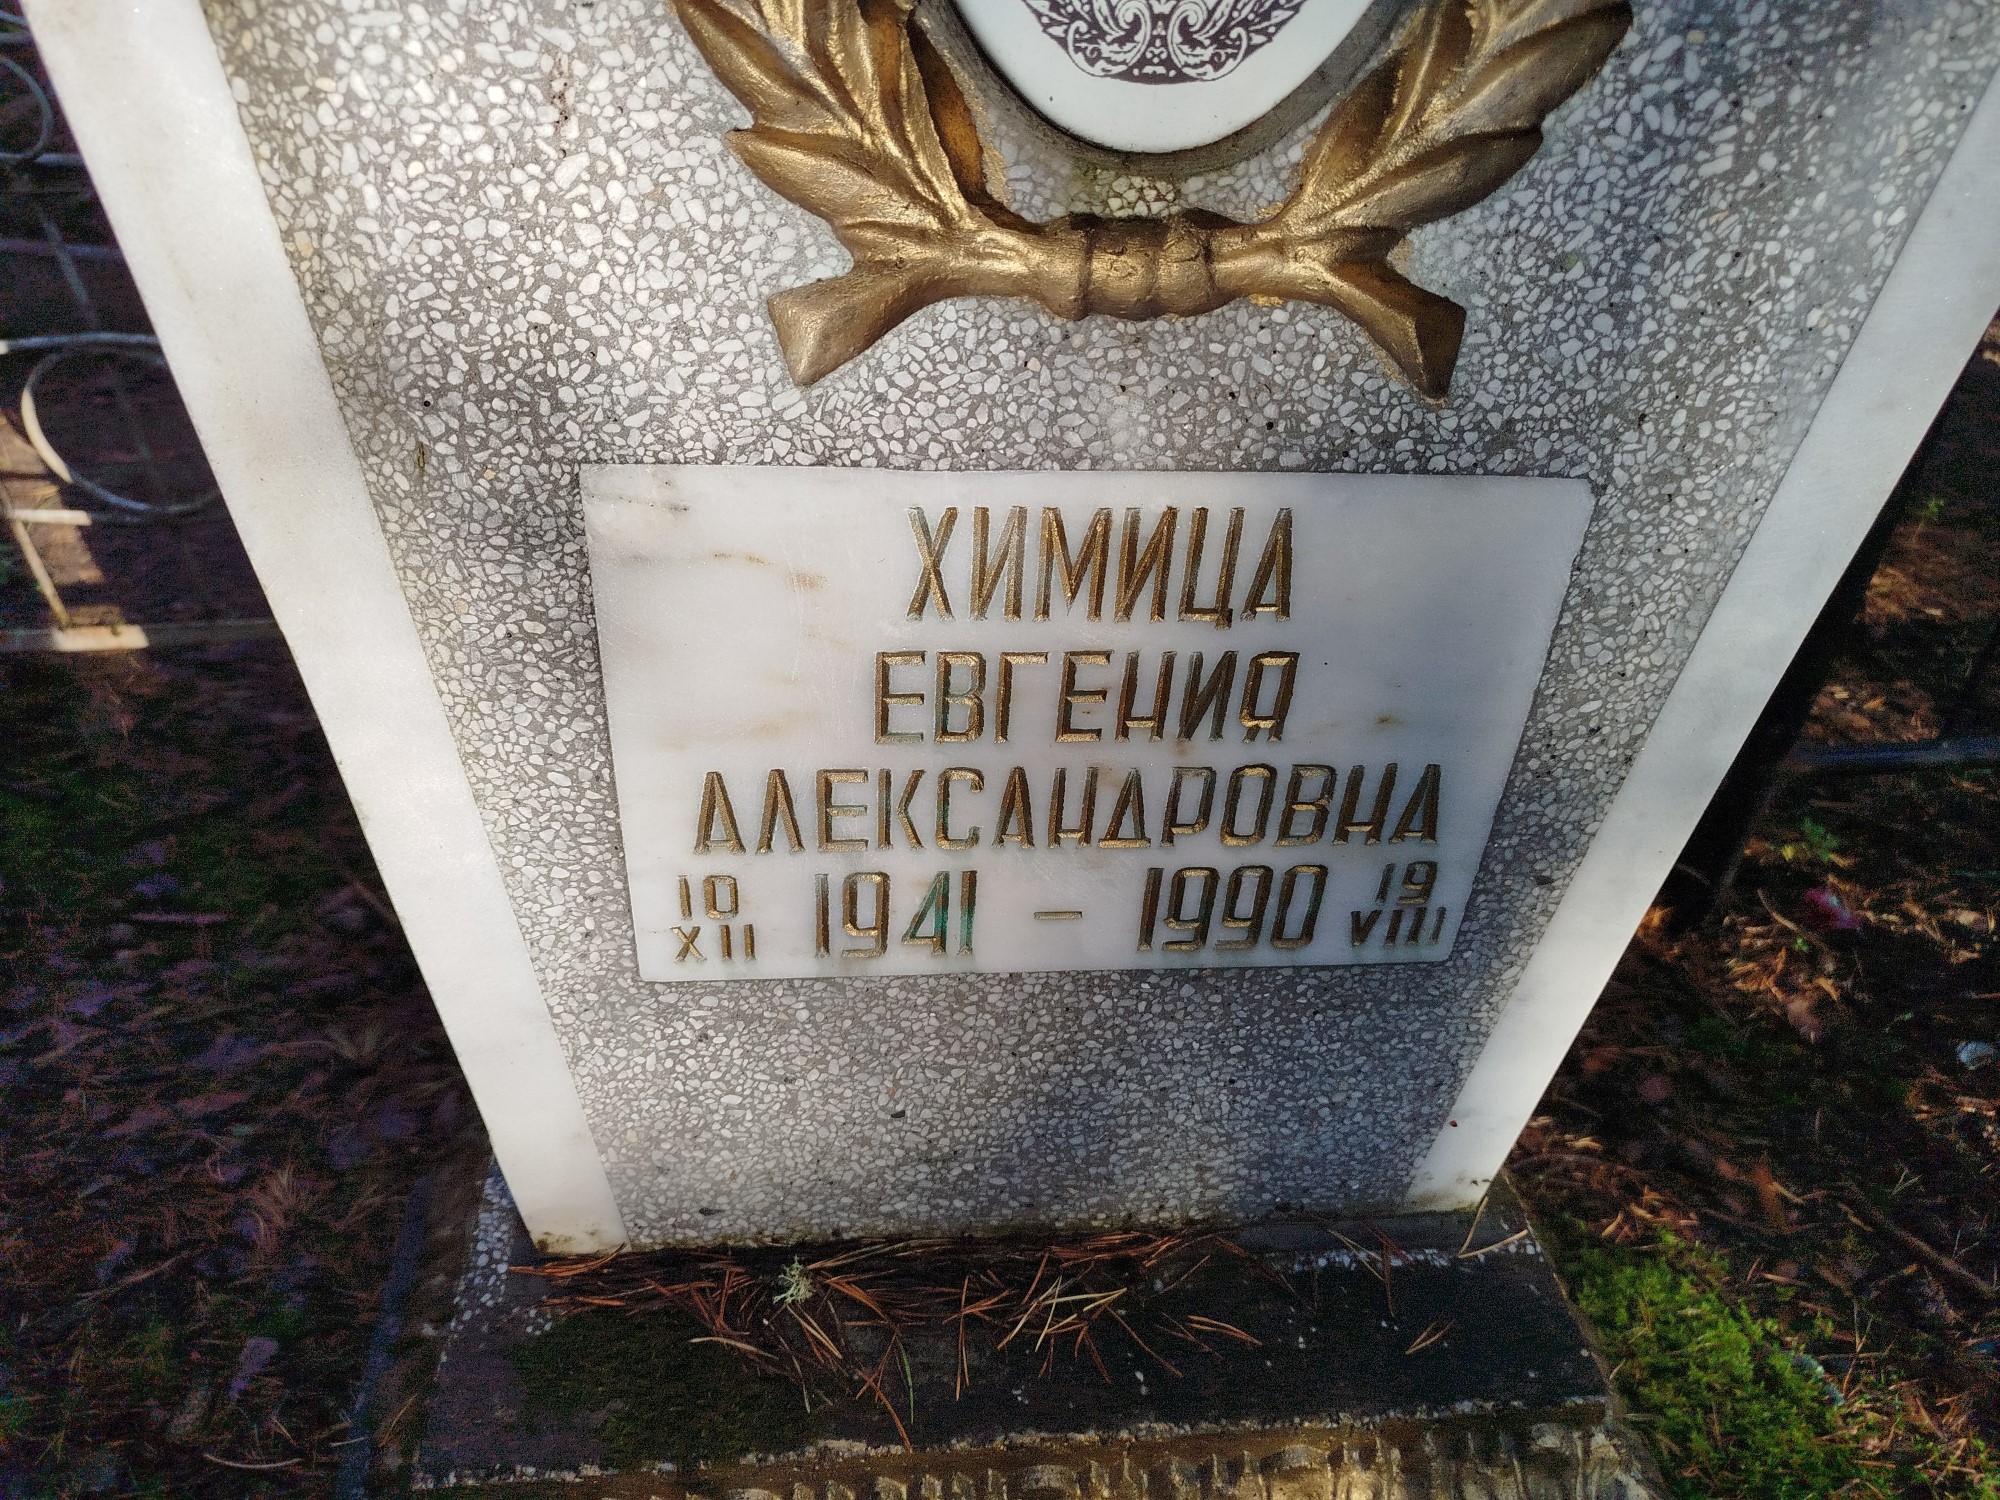 ХИМИЦА
ЕВГЕНИЯ
АЛЕКСАНДРОВНА
10 XII 1941 - 1990 19 VIII